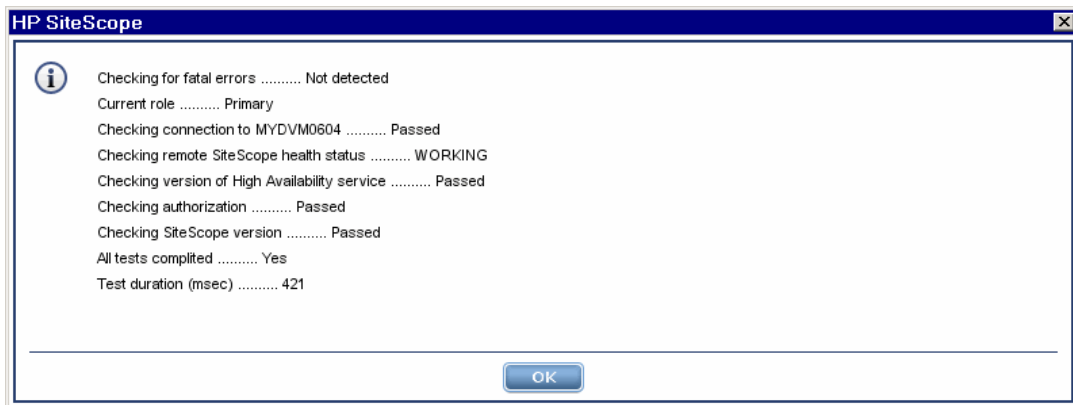 HP SiteScope
Checking for fatal errors .......... Not detected
Current role .......... Primary
Checking connection to MYDVM0604 .......... Passed
Checking remote SiteScope health status .......... WORKING
Checking version of High Availability service .......... Passed
Checking authorization .......... Passed
Checking SiteScope version .......... Passed
All tests complited .......... Yes
Test duration (msec) .......... 421
OK